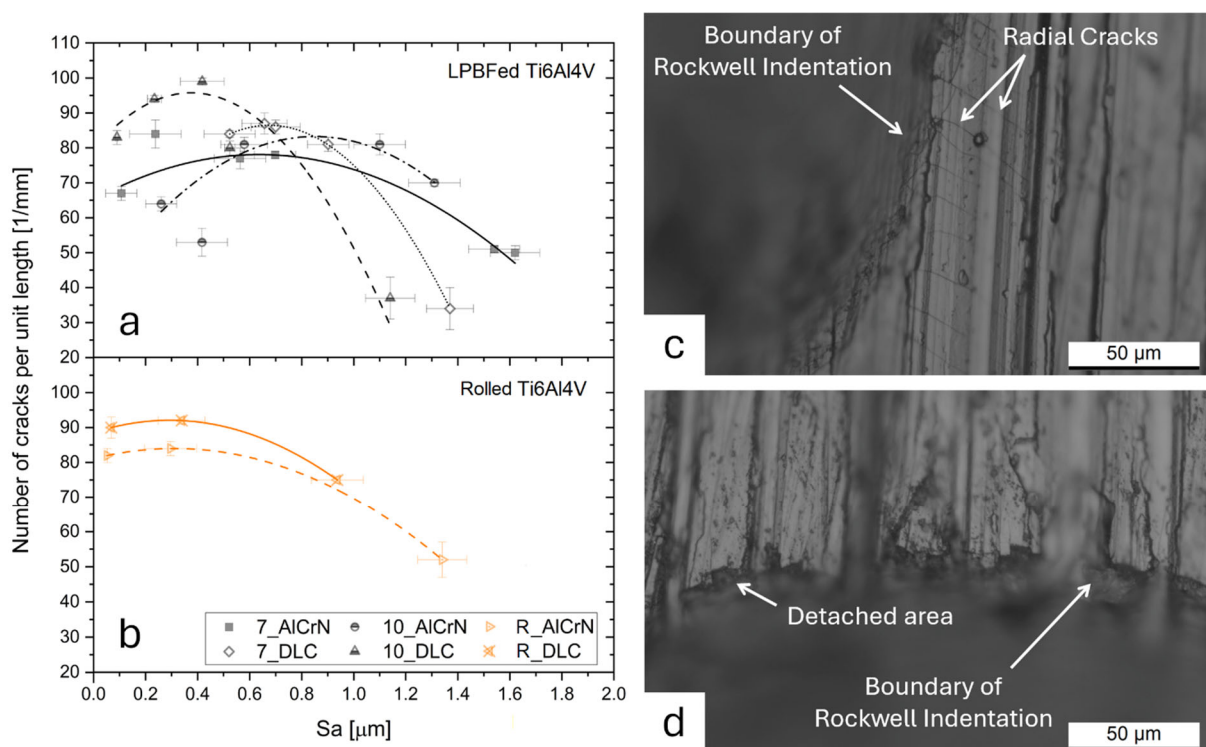 Number of cracks per unit length [1/mm]
110
100
90
80
70
60
50
40
30
20
LPBFed Ti6Al4V
a
100
90
80
70
60
50
40
30
20
Rolled Ti6Al4V
b
7_AlCrN 10_AlCrN R_AlCrN
7_DLC 10_DLC R_DLC
0.0 0.2 0.4 0.6 0.8 1.0 1.2 1.4 1.6 1.8 2.0
Sa [µm]
Boundary of
Rockwell Indentation
Radial Cracks
c
50 µm
Detached area
Boundary of
Rockwell Indentation
d
50 µm